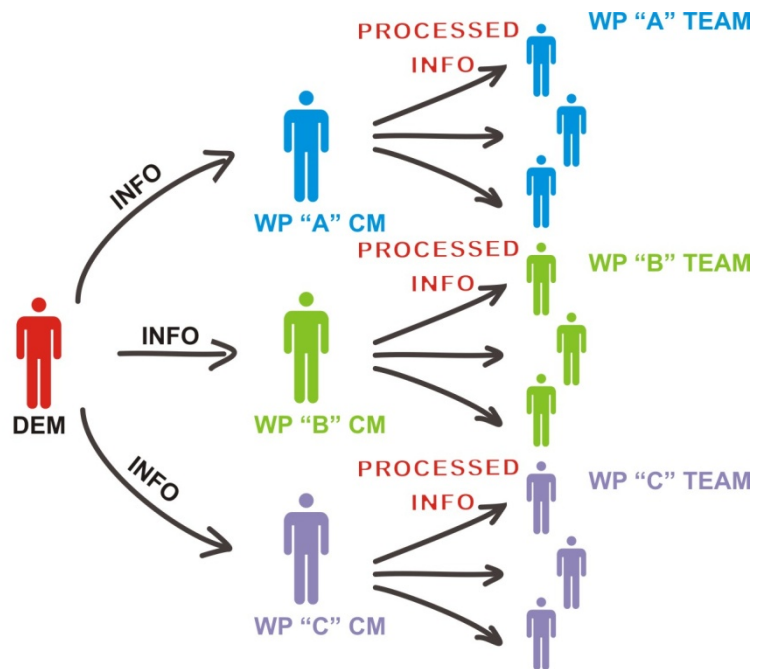 PROCESSED
INFO
WP “A” TEAM
INFO
WP “A” CM
PROCESSED
INFO
WP “B” TEAM
INFO
DEM
WP “B” CM
PROCESSED
INFO
WP “C” TEAM
INFO
WP “C” CM